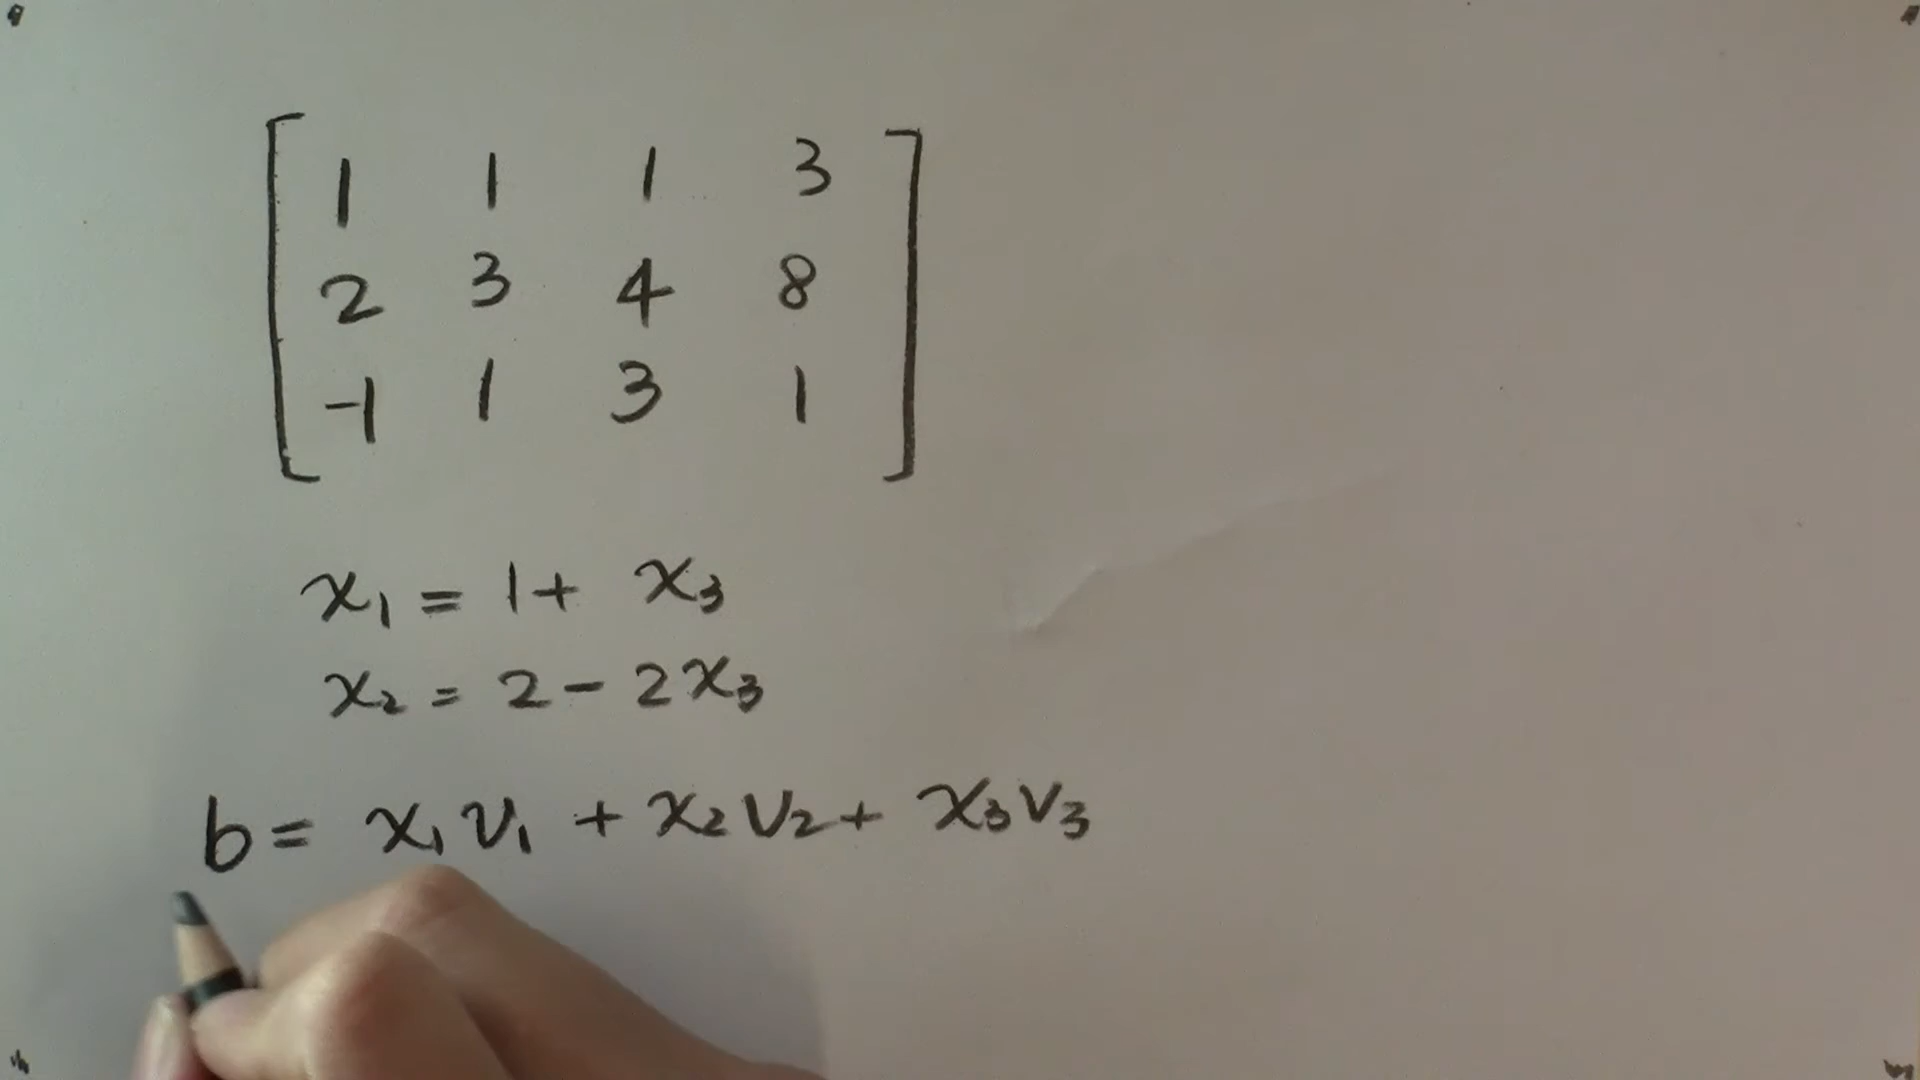 1 1 1 3
2 3 4 8
-1 1 3 1
x₁ = 1 + x₃
x₂ = 2 - 2x₃
b = x₁v₁ + x₂v₂ + x₃v₃